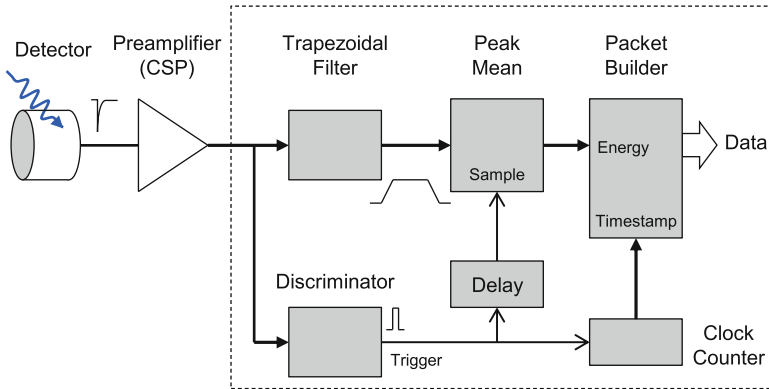 Detector
Preamplifier
(CSP)
Trapezoidal
Filter
Peak
Mean
Packet
Builder
Sample
Energy
Timestamp
Data
Discriminator
Delay
Trigger
Clock
Counter